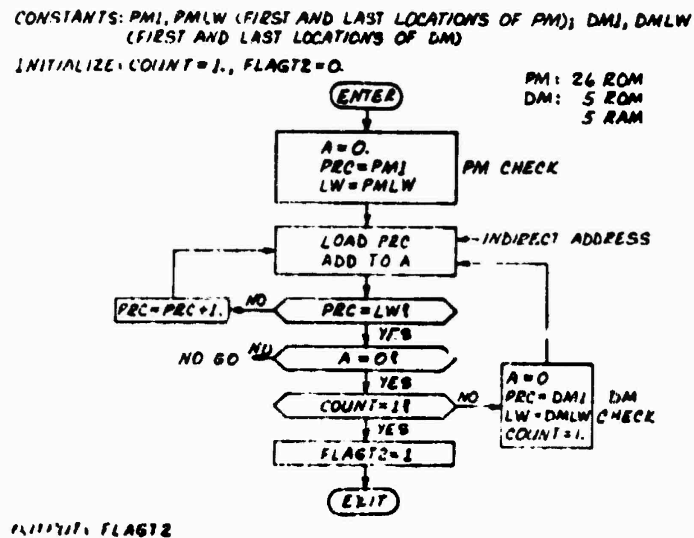 CONSTANTS: PM1, PMLW (FIRST AND LAST LOCATIONS OF PM); DM1, DMLW
(FIRST AND LAST LOCATIONS OF DM)
INITIALIZE: COUNT=1., FLAGT2=0.
PM: 26 ROM
DM: 5 ROM
5 RAM
ENTER
A=0.
PRC=PM1
LW=PMLW
PM CHECK
LOAD PRC
ADD TO A
INDIRECT ADDRESS
PRC=LW?
NO
PRC=PRC+1.
YES
A=0?
NO
NO GO
YES
COUNT=1?
NO
A=0
PRC=DM1
LW=DMLW
COUNT=1.
DM
CHECK
YES
FLAGT2=1
EXIT
FLAGT2